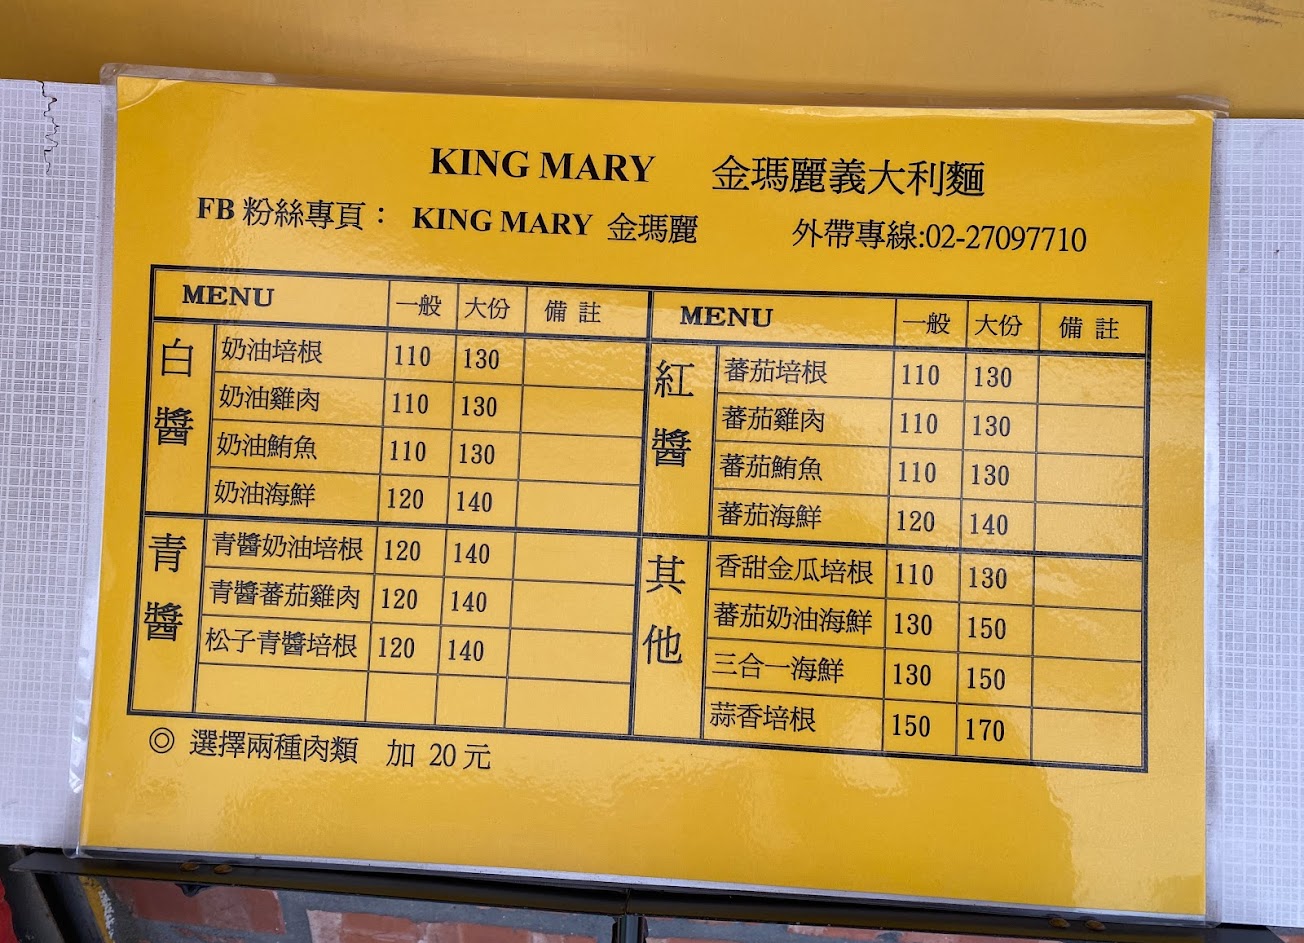 KING MARY 金瑪麗義大利麵
FB 粉絲專頁： KING MARY 金瑪麗 外帶專線:02-27097710
MENU 一般 大份 備註
白醬
奶油培根 110 130
奶油雞肉 110 130
奶油鮪魚 110 130
奶油海鮮 120 140
青醬
青醬奶油培根 120 140
青醬蕃茄雞肉 120 140
松子青醬培根 120 140
MENU 一般 大份 備註
紅醬
蕃茄培根 110 130
蕃茄雞肉 110 130
蕃茄鮪魚 110 130
蕃茄海鮮 120 140
其他
香甜金瓜培根 110 130
蕃茄奶油海鮮 130 150
三合一海鮮 130 150
蒜香培根 150 170
◎ 選擇兩種肉類 加 20 元